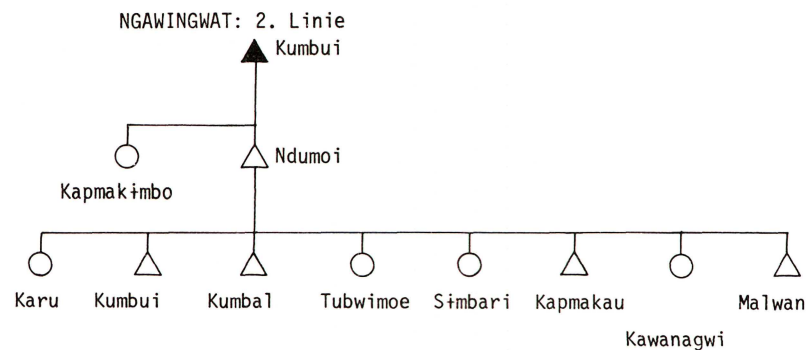 NGAWINGWAT: 2. Linie
Kumbui
Ndumoi
Kapmakɨmbo
Karu Kumbui Kumbal Tubwimoe Sɨmbari Kapmakau Malwan
Kawanagwi